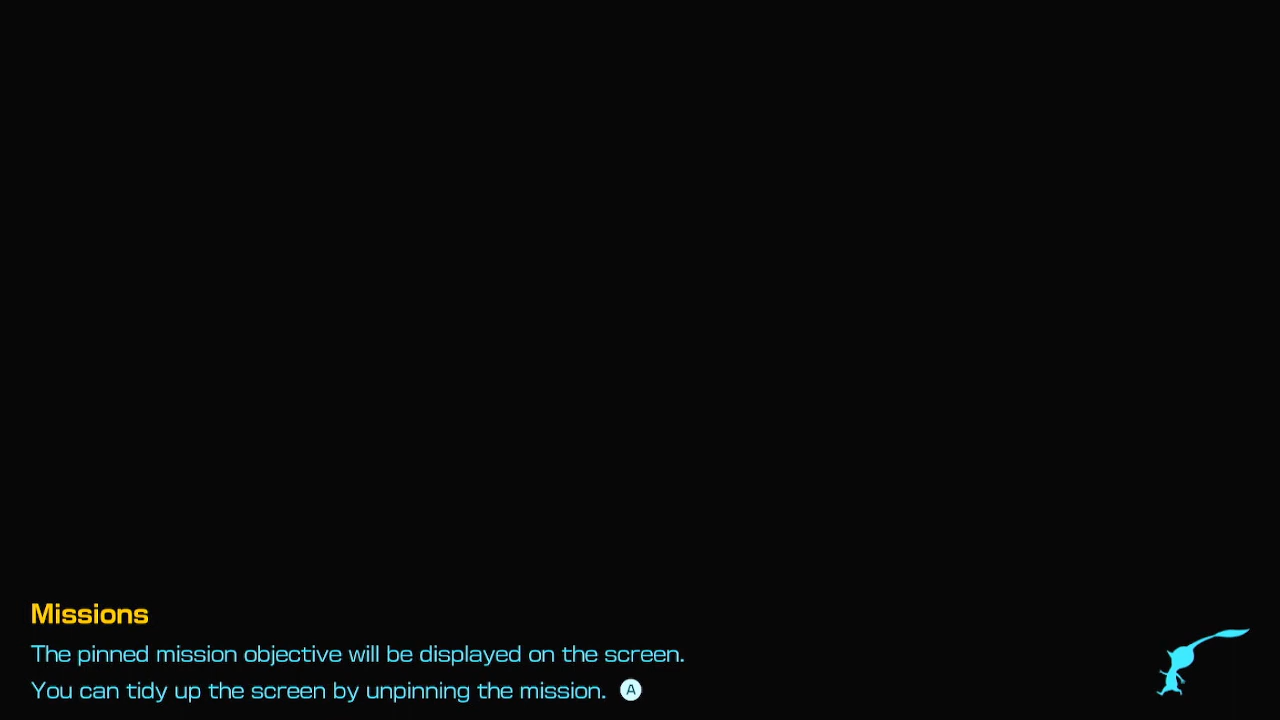 Missions
The pinned mission objective will be displayed on the screen.
You can tidy up the screen by unpinning the mission. A